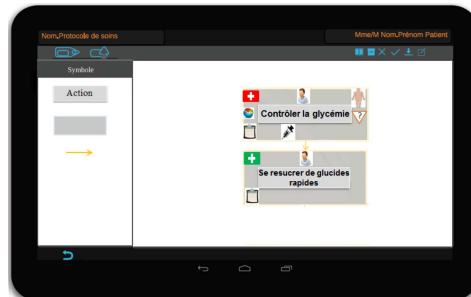 Nom,Protocole de soins
Mme/M Nom,Prénom Patient
Symbole
Action
Contrôler la glycémie
?
Se resucrer de glucides
rapides